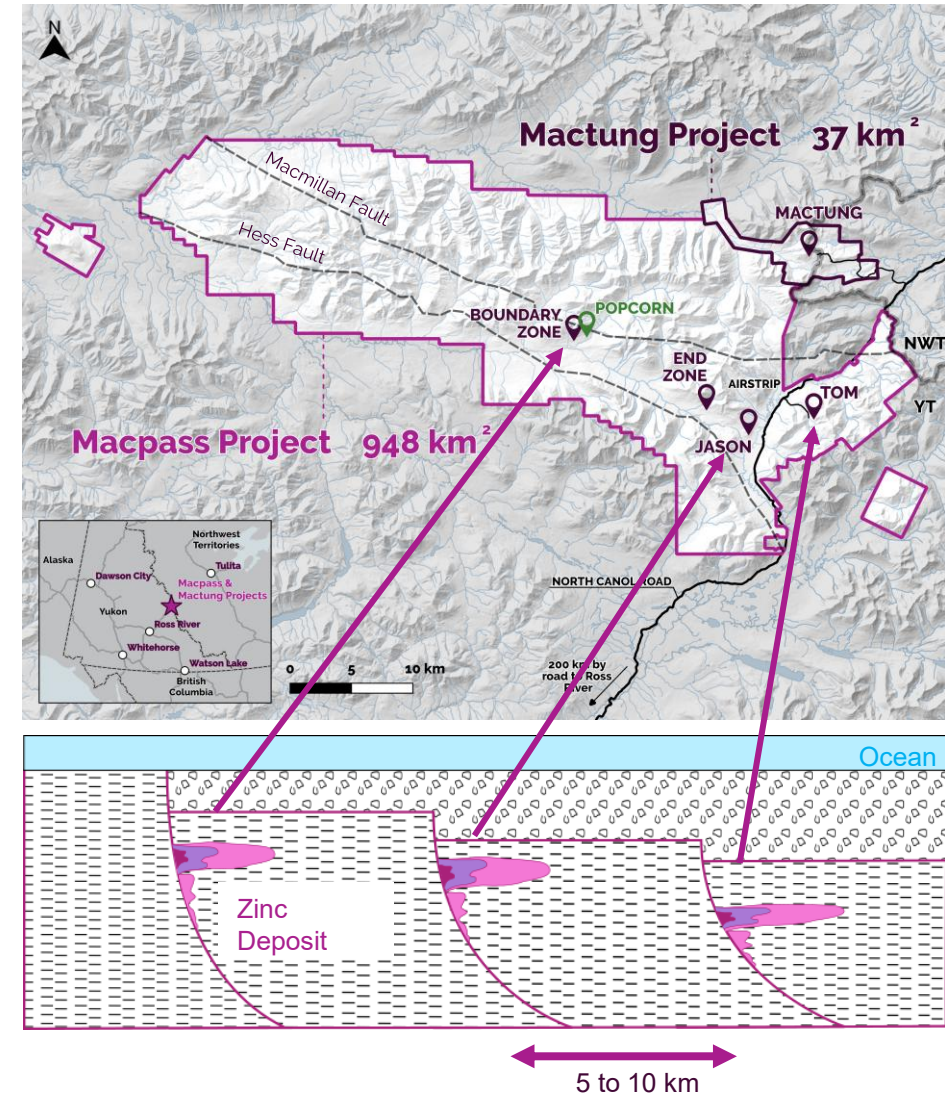 N
Mactung Project 37 km²
Macmillan Fault
MACTUNG
Hess Fault
BOUNDARY
ZONE
POPCORN
NWT
END
ZONE
AIRSTRIP
TOM
YT
JASON
Macpass Project 948 km²
Northwest
Territories
Alaska
Tulita
Dawson City
Macpass &
Mactung Projects
Yukon
Ross River
Whitehorse
Watson Lake
British
Columbia
NORTH CANOL ROAD
0 5 10 km
200 km by
road to Ross
River
Ocean
Zinc
Deposit
5 to 10 km